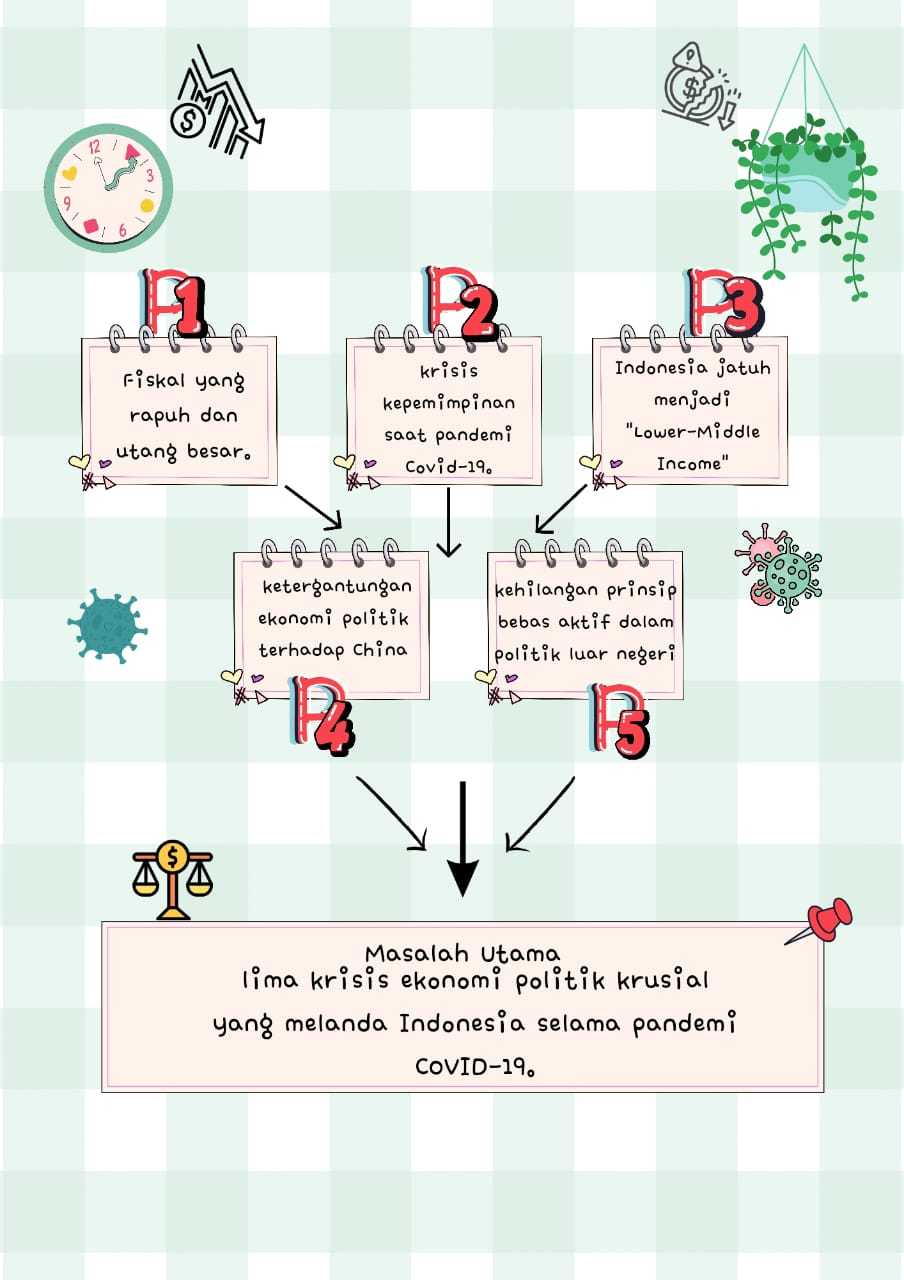 12
3
6
9
P1
P2
P3
Fiskal yang
rapuh dan
utang besar.
krisis
kepemimpinan
saat pandemi
Covid-19.
Indonesia jatuh
menjadi
"Lower-Middle
Income"
ketergantungan
ekonomi politik
terhadap China
P4
kehilangan prinsip
bebas aktif dalam
politik luar negeri
P5
Masalah Utama
lima krisis ekonomi politik krusial
yang melanda Indonesia selama pandemi
COVID-19.